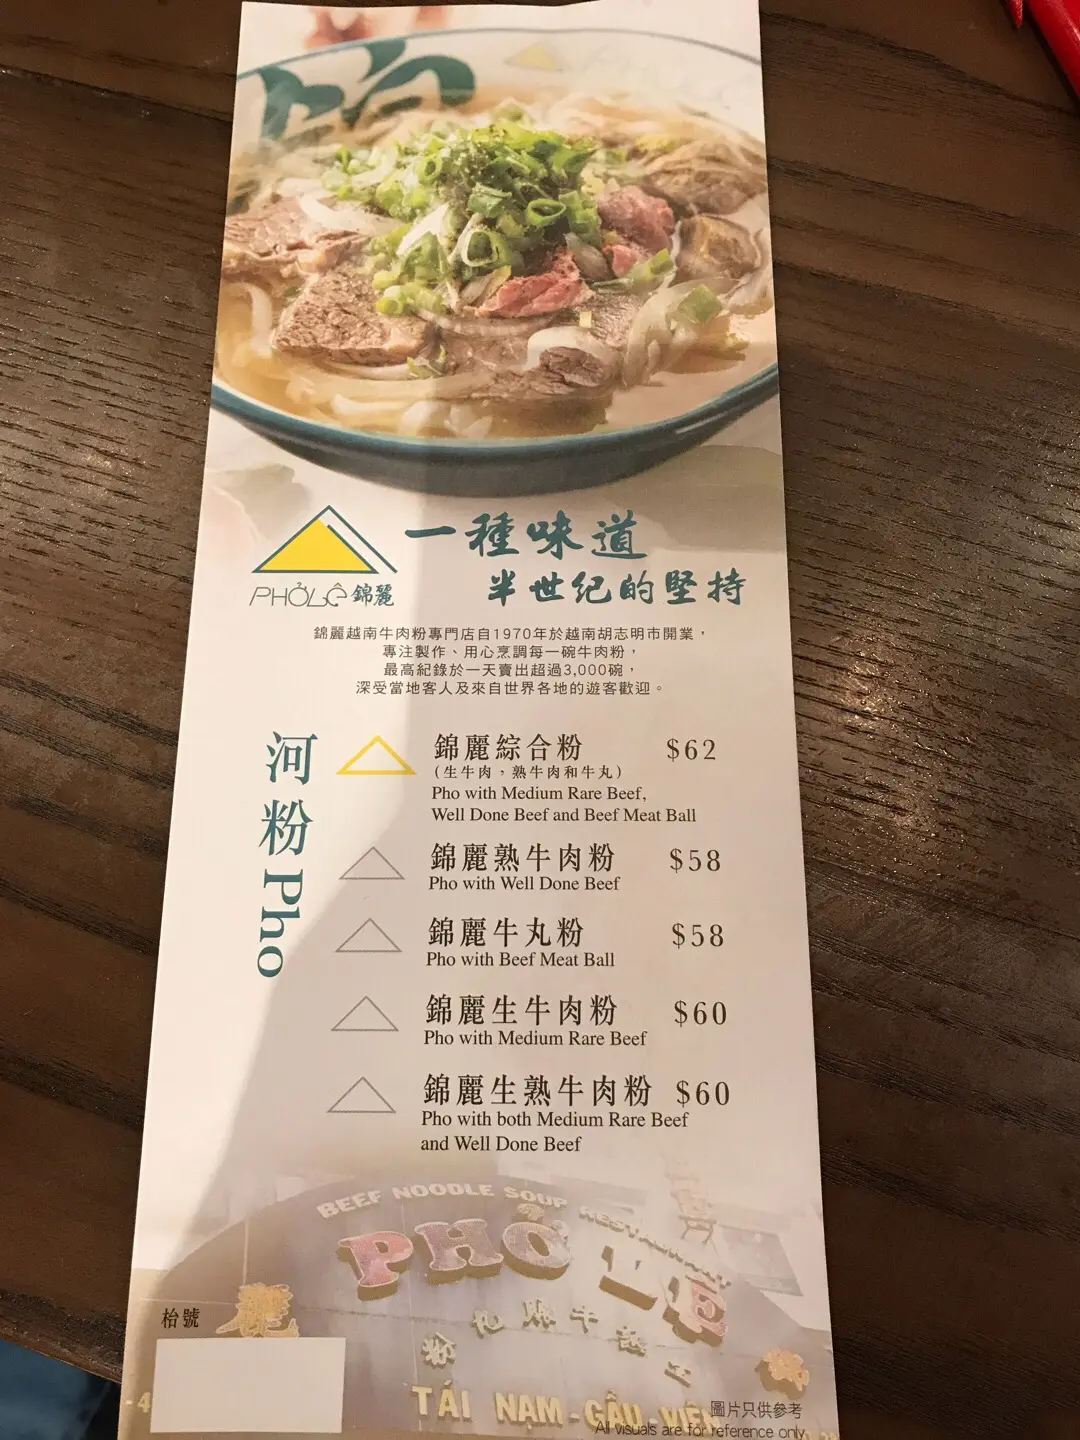 PHỞLỆ 錦麗
一種味道
半世紀的堅持
錦麗越南牛肉粉專門店自1970年於越南胡志明市開業，
專注製作、用心烹調每一碗牛肉粉，
最高紀錄於一天賣出超過3,000碗，
深受當地客人及來自世界各地的遊客歡迎。
河粉 Pho
錦麗綜合粉 $62
(生牛肉，熟牛肉和牛丸)
Pho with Medium Rare Beef,
Well Done Beef and Beef Meat Ball
錦麗熟牛肉粉 $58
Pho with Well Done Beef
錦麗牛丸粉 $58
Pho with Beef Meat Ball
錦麗生牛肉粉 $60
Pho with Medium Rare Beef
錦麗生熟牛肉粉 $60
Pho with both Medium Rare Beef
and Well Done Beef
BEEF NOODLE SOUP RESTAURANT
PHỞ LỆ
枱號
TÁI NẠM-GẦU-VIÊN
圖片只供參考
All visuals are for reference only